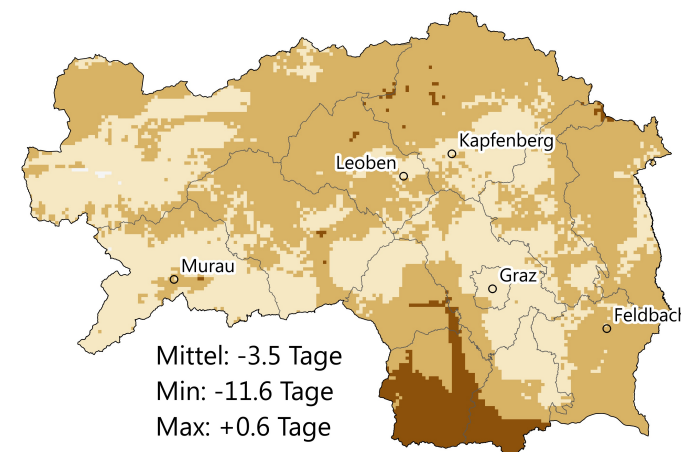 Kapfenberg
Leoben
Murau
Graz
Feldbach
Mittel: -3.5 Tage
Min: -11.6 Tage
Max: +0.6 Tage